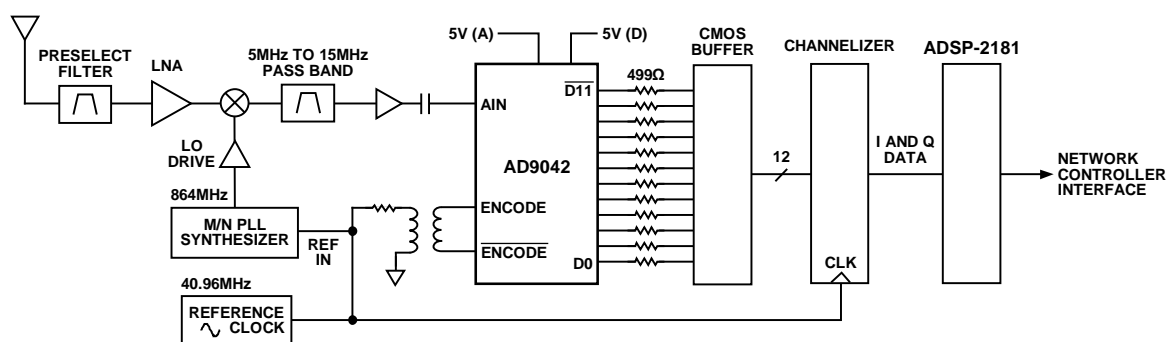 PRESELECT
FILTER
LNA
5MHz TO 15MHz
PASS BAND
LO
DRIVE
864MHz
M/N PLL
SYNTHESIZER
REF
IN
40.96MHz
REFERENCE
CLOCK
5V (A)
5V (D)
AIN
D11
AD9042
ENCODE
ENCODE
D0
499Ω
CMOS
BUFFER
12
CHANNELIZER
CLK
I AND Q
DATA
ADSP-2181
NETWORK
CONTROLLER
INTERFACE